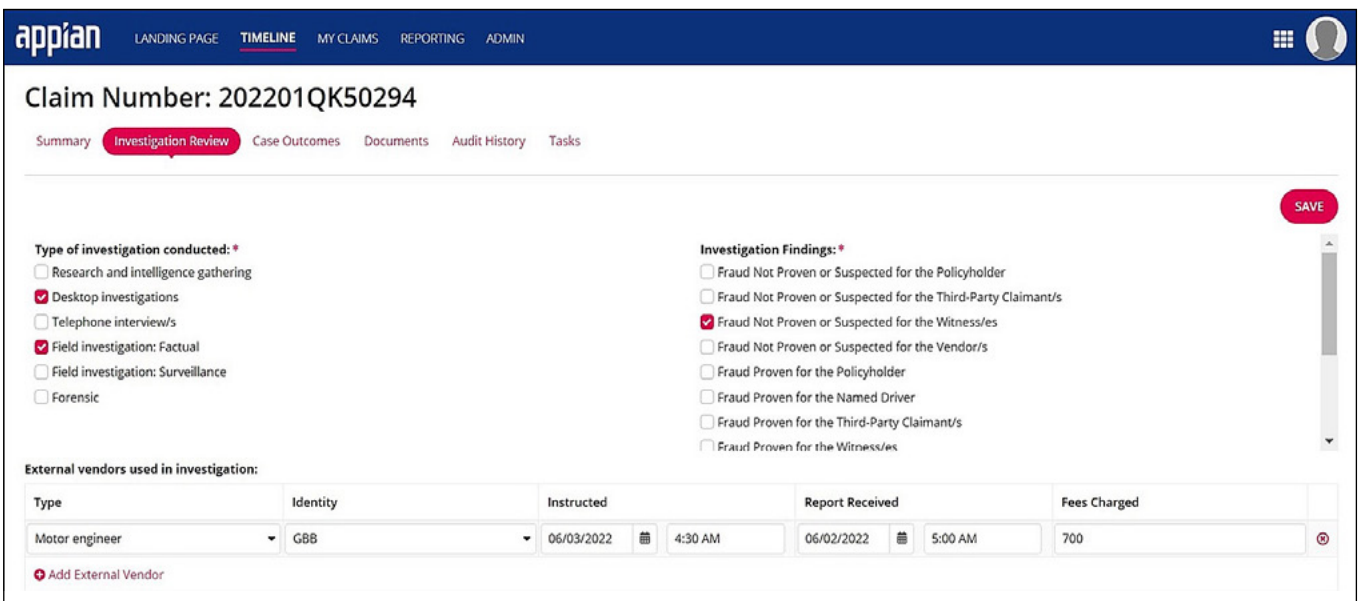 appian LANDING PAGE TIMELINE MY CLAIMS REPORTING ADMIN
Claim Number: 202201QK50294
Summary Investigation Review Case Outcomes Documents Audit History Tasks
SAVE
Type of investigation conducted: *
Research and intelligence gathering
Desktop investigations
Telephone interview/s
Field investigation: Factual
Field investigation: Surveillance
Forensic
Investigation Findings: *
Fraud Not Proven or Suspected for the Policyholder
Fraud Not Proven or Suspected for the Third-Party Claimant/s
Fraud Not Proven or Suspected for the Witness/es
Fraud Not Proven or Suspected for the Vendor/s
Fraud Proven for the Policyholder
Fraud Proven for the Named Driver
Fraud Proven for the Third-Party Claimant/s
Fraud Proven for the Witness/es
External vendors used in investigation:
Type Identity Instructed Report Received Fees Charged
Motor engineer GBB 06/03/2022 4:30 AM 06/02/2022 5:00 AM 700
Add External Vendor